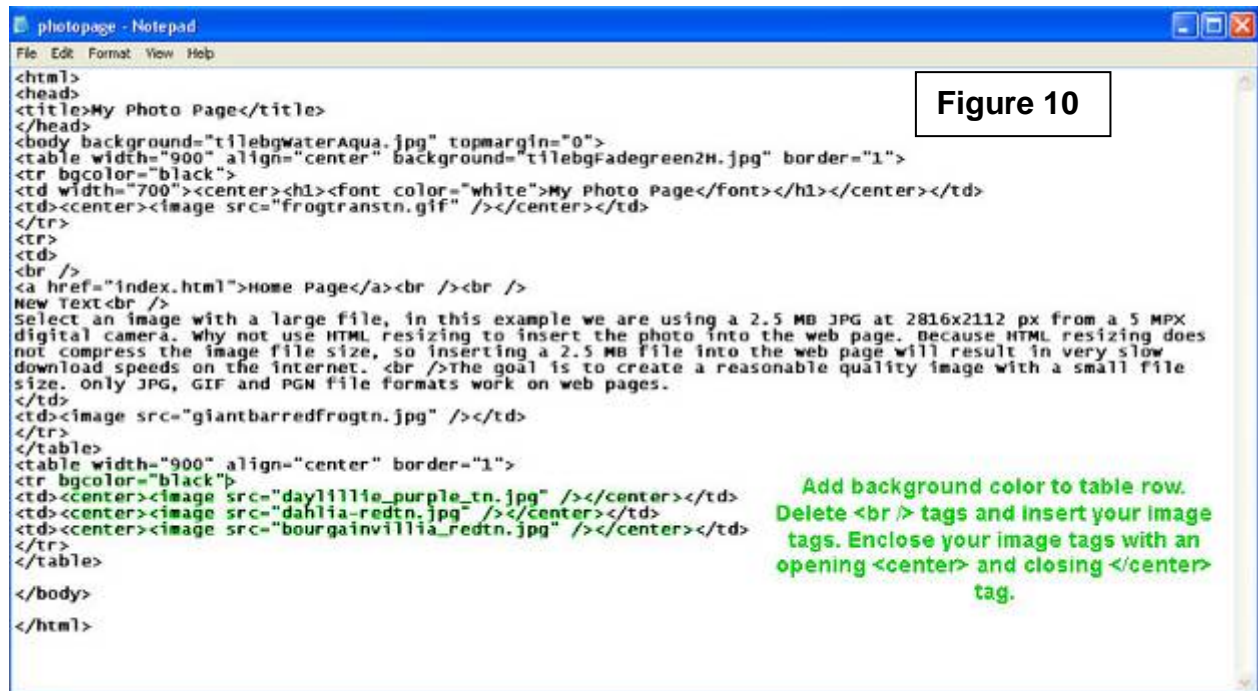 photopage - Notepad
File Edit Format View Help
Figure 10
<html>
<head>
<title>My Photo Page</title>
</head>
<body background="tilebgWaterAqua.jpg" topmargin="0">
<table width="900" align="center" background="tilebgFadegreen2H.jpg" border="1">
<tr bgcolor="black">
<td width="700"><center><h1><font color="white">My Photo Page</font></h1></center></td>
<td><center><image src="frogtranstn.gif" /></center></td>
</tr>
<tr>
<td>
<br />
<a href="index.html">Home Page</a><br /><br />
New Text<br />
Select an image with a large file, in this example we are using a 2.5 MB JPG at 2816x2112 px from a 5 MPX
digital camera. Why not use HTML resizing to insert the photo into the web page. Because HTML resizing does
not compress the image file size, so inserting a 2.5 MB file into the web page will result in very slow
download speeds on the internet. <br />The goal is to create a reasonable quality image with a small file
size. Only JPG, GIF and PGN file formats work on web pages.
</td>
<td><image src="giantbarredfrogtn.jpg" /></td>
</tr>
</table>
<table width="900" align="center" border="1">
<tr bgcolor="black">
<td><center><image src="daylillie_purple_tn.jpg" /></center></td>
<td><center><image src="dahlia-redtn.jpg" /></center></td>
<td><center><image src="bourgainvillia_redtn.jpg" /></center></td>
</tr>
</table>
</body>
</html>
Add background color to table row.
Delete <br /> tags and insert your image
tags. Enclose your image tags with an
opening <center> and closing </center>
tag.